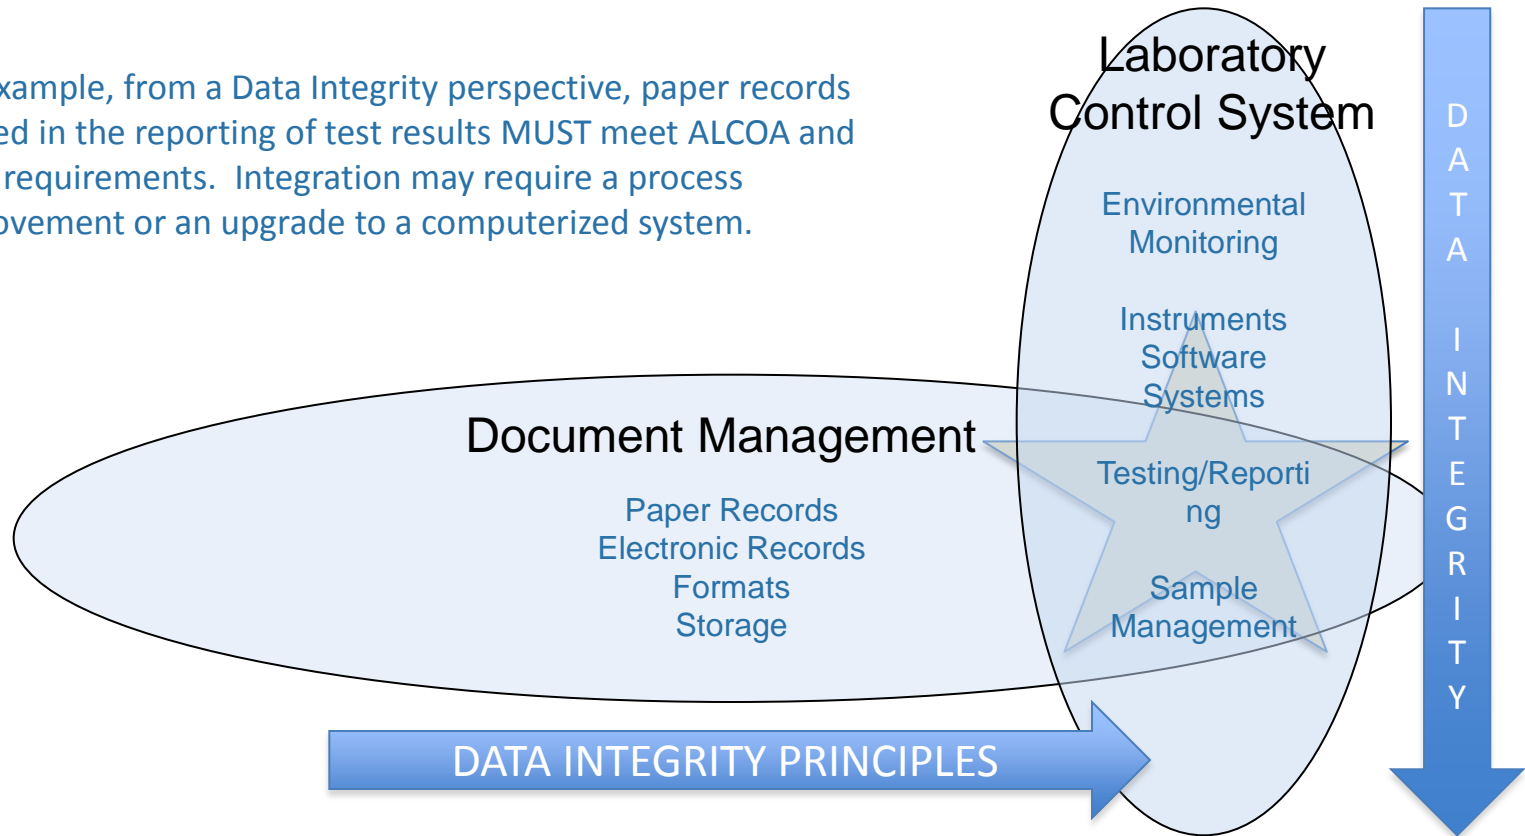 xample, from a Data Integrity perspective, paper records
ed in the reporting of test results MUST meet ALCOA and
requirements.  Integration may require a process
ovement or an upgrade to a computerized system.
Laboratory
Control System
Environmental
Monitoring
Instruments
Software
Systems
Testing/Reporti
ng
Sample
Management
Document Management
Paper Records
Electronic Records
Formats
Storage
DATA INTEGRITY PRINCIPLES
DATA INTEGRITY